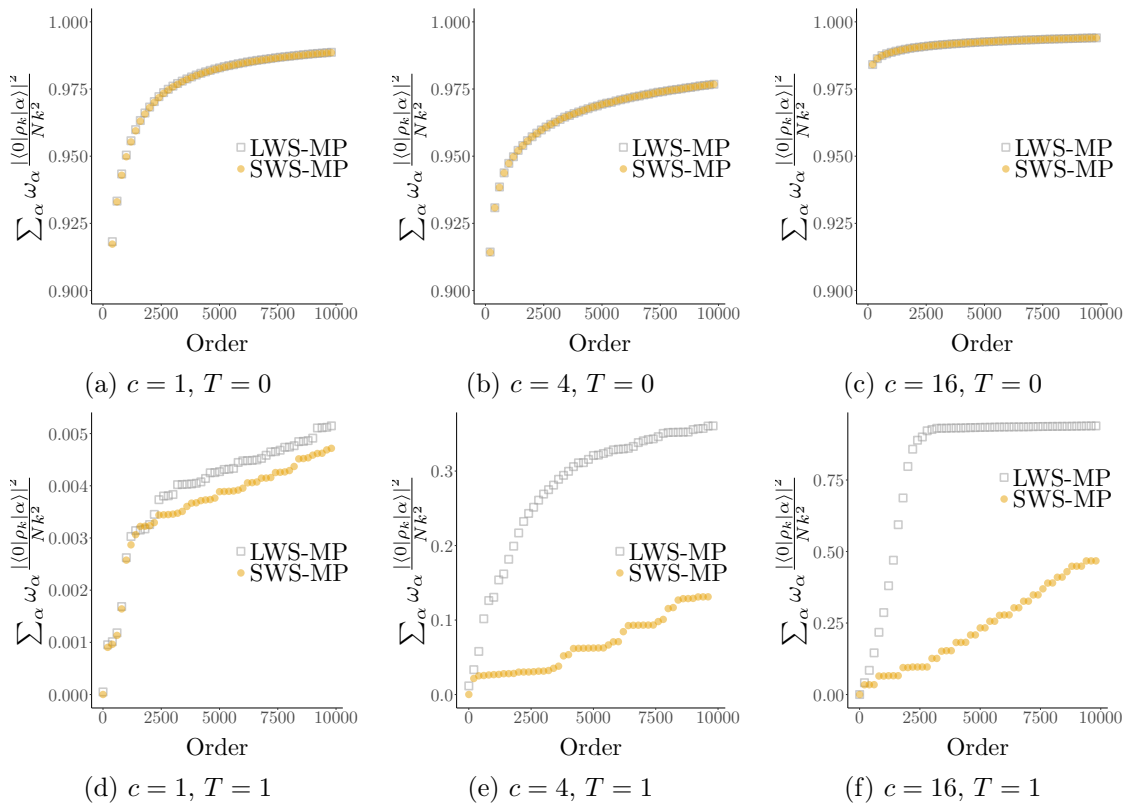 1.000
0.975
0.950
0.925
0.900
∑α ωα |⟨0|ρk|α⟩|² / Nk²
LWS-MP
SWS-MP
0 2500 5000 7500 10000
Order
(a) c = 1, T = 0
1.000
0.975
0.950
0.925
0.900
∑α ωα |⟨0|ρk|α⟩|² / Nk²
LWS-MP
SWS-MP
0 2500 5000 7500 10000
Order
(b) c = 4, T = 0
1.000
0.975
0.950
0.925
0.900
∑α ωα |⟨0|ρk|α⟩|² / Nk²
LWS-MP
SWS-MP
0 2500 5000 7500 10000
Order
(c) c = 16, T = 0
0.005
0.004
0.003
0.002
0.001
0.000
∑α ωα |⟨0|ρk|α⟩|² / Nk²
LWS-MP
SWS-MP
0 2500 5000 7500 10000
Order
(d) c = 1, T = 1
0.3
0.2
0.1
0.0
∑α ωα |⟨0|ρk|α⟩|² / Nk²
LWS-MP
SWS-MP
0 2500 5000 7500 10000
Order
(e) c = 4, T = 1
0.75
0.50
0.25
0.00
∑α ωα |⟨0|ρk|α⟩|² / Nk²
LWS-MP
SWS-MP
0 2500 5000 7500 10000
Order
(f) c = 16, T = 1